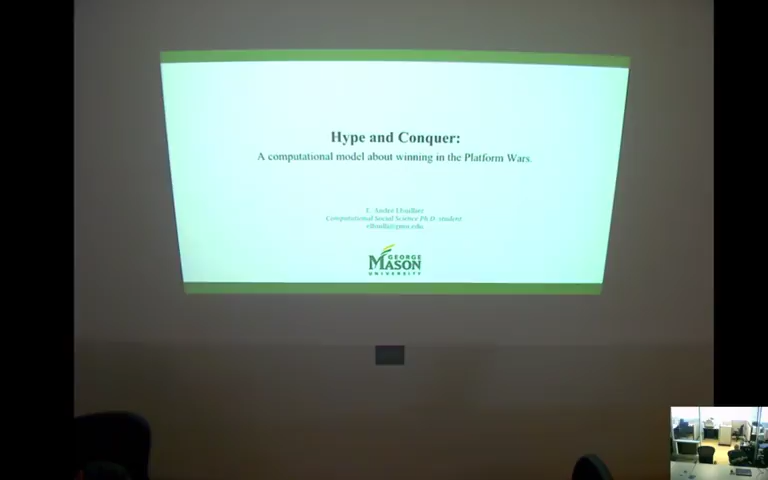 Hype and Conquer:
A computational model about winning in the Platform Wars.
Computational Social Science Ph.D. student
GEORGE
MASON
UNIVERSITY